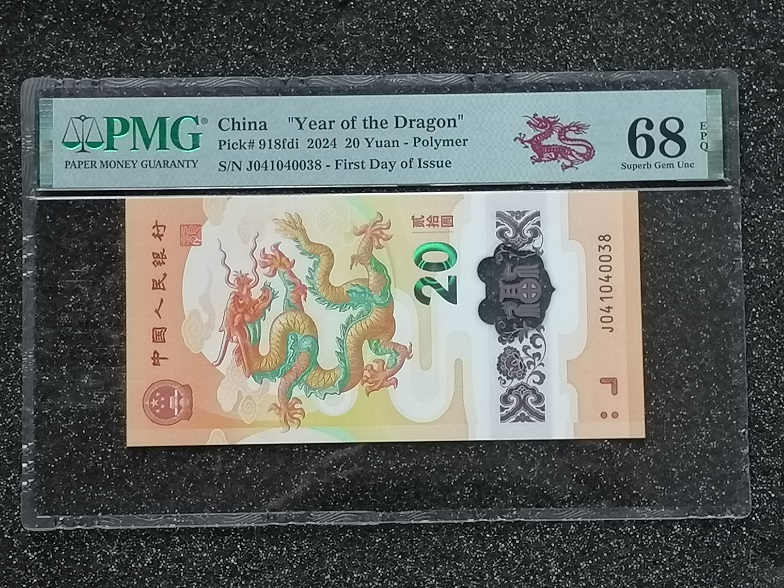 PMG®
PAPER MONEY GUARANTY
China "Year of the Dragon"
Pick# 918fdi 2024 20 Yuan - Polymer
S/N J041040038 - First Day of Issue
68
EPQ
Superb Gem Unc
中国人民银行
贰拾圆
20
J041040038